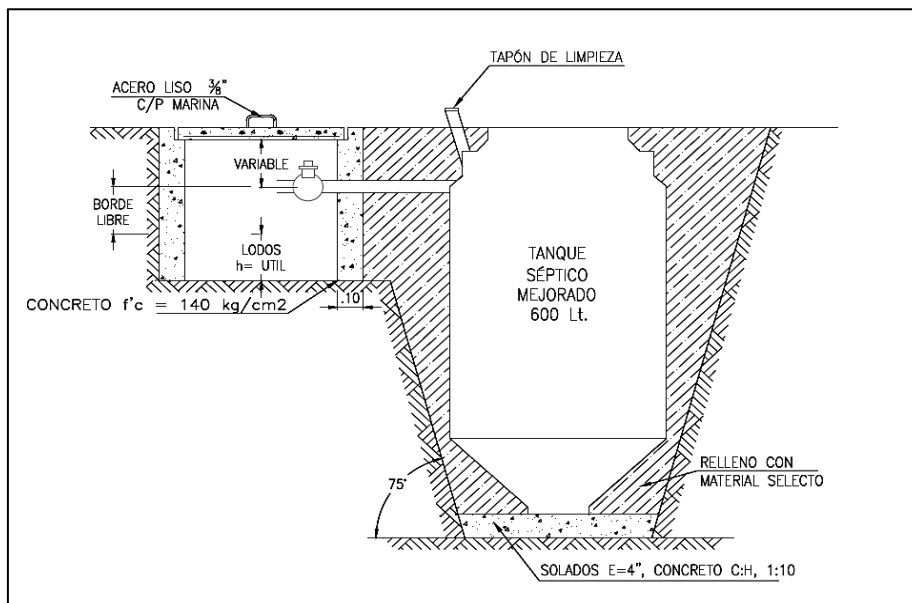 TAPÓN DE LIMPIEZA
ACERO LISO 3/8"
C/P MARINA
VARIABLE
BORDE
LIBRE
LODOS
h= UTIL
TANQUE
SÉPTICO
MEJORADO
600 Lt.
CONCRETO f'c = 140 kg/cm2
.10
RELLENO CON
MATERIAL SELECTO
75°
SOLADOS E=4", CONCRETO C:H, 1:10